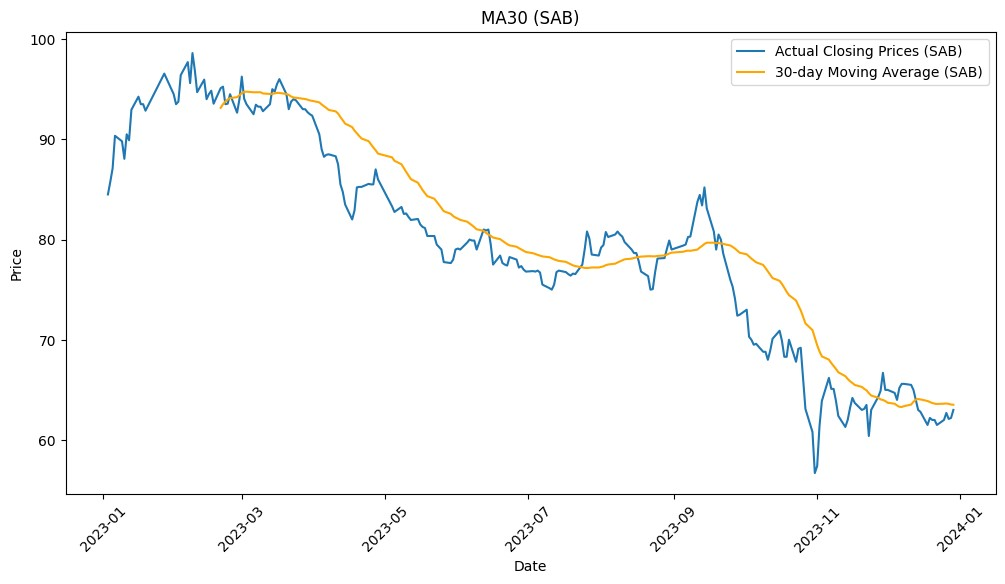 MA30 (SAB)
Actual Closing Prices (SAB)
30-day Moving Average (SAB)
Price
100
90
80
70
60
2023-01
2023-03
2023-05
2023-07
2023-09
2023-11
2024-01
Date